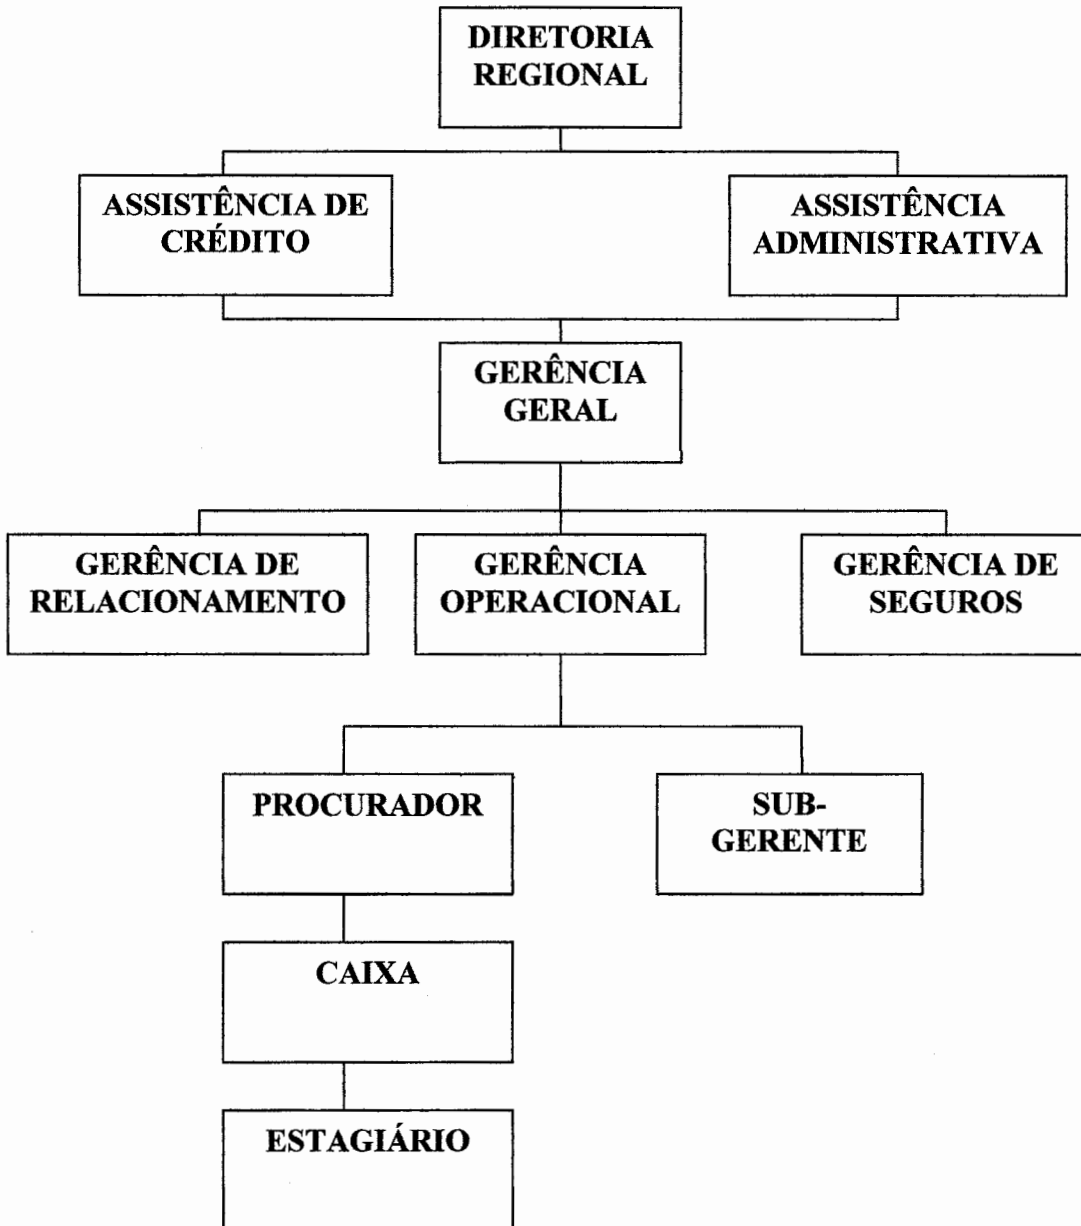 DIRETORIA
REGIONAL
ASSISTÊNCIA DE
CRÉDITO
ASSISTÊNCIA
ADMINISTRATIVA
GERÊNCIA
GERAL
GERÊNCIA DE
RELACIONAMENTO
GERÊNCIA
OPERACIONAL
GERÊNCIA DE
SEGUROS
PROCURADOR
SUB-
GERENTE
CAIXA
ESTAGIÁRIO